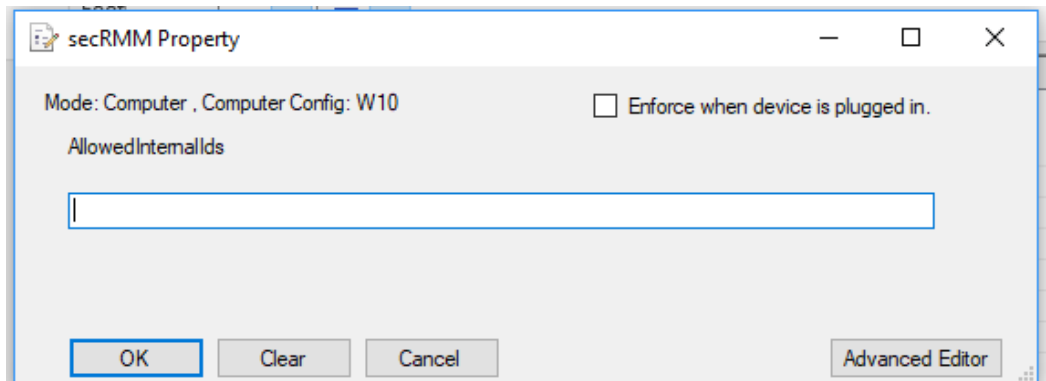 secRMM Property
Mode: Computer , Computer Config: W10
Enforce when device is plugged in.
AllowedInternalIds
OK
Clear
Cancel
Advanced Editor